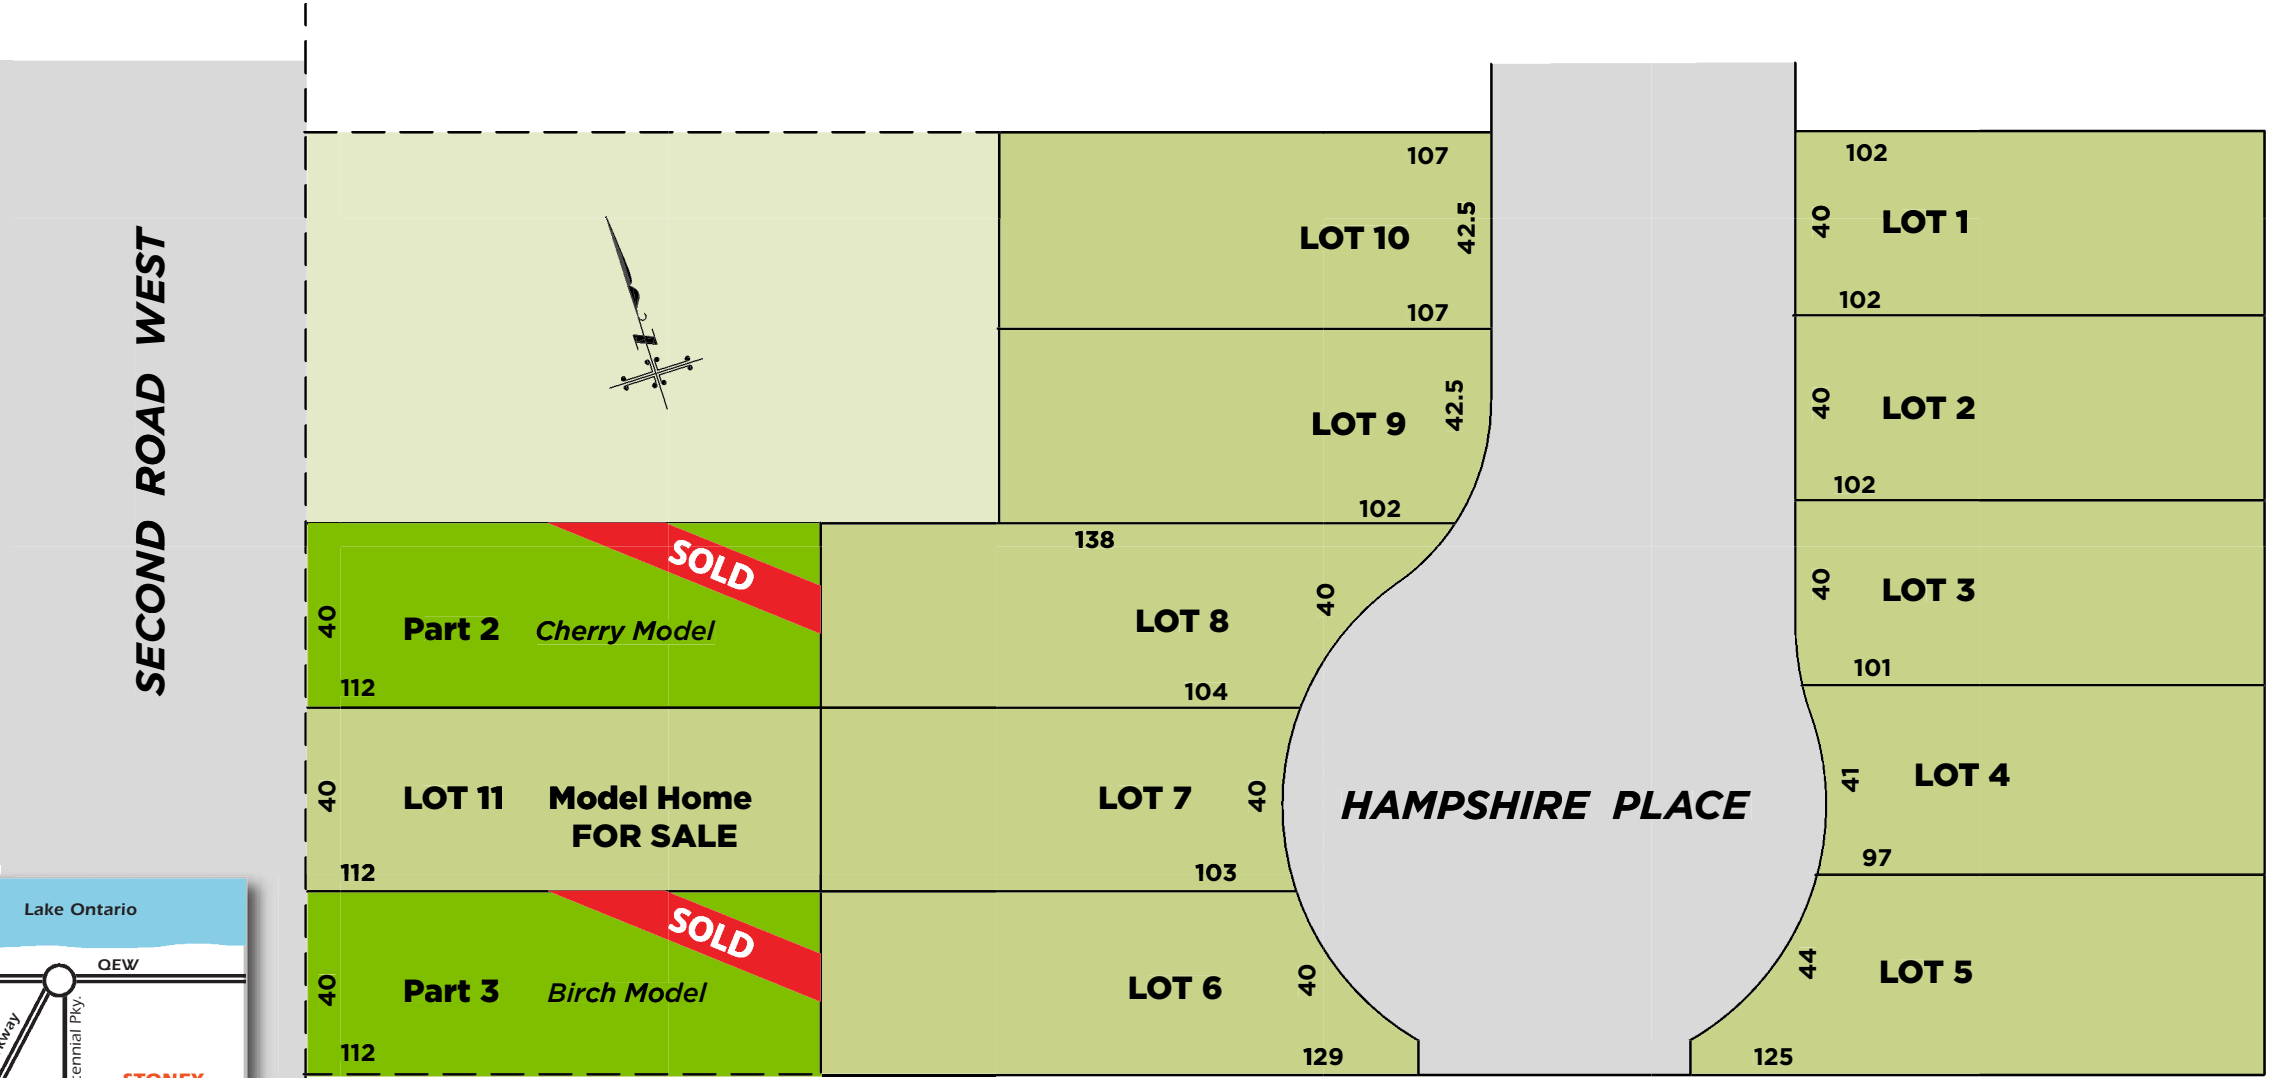 SECOND ROAD WEST
107
42.5
LOT 10
107
42.5
LOT 9
102
102
40
LOT 1
102
40
LOT 2
102
40
LOT 3
101
41
LOT 4
97
44
LOT 5
125
138
LOT 8
40
104
LOT 7
40
103
LOT 6
40
129
HAMPSHIRE PLACE
SOLD
40
Part 2 Cherry Model
112
40
LOT 11 Model Home
FOR SALE
112
SOLD
40
Part 3 Birch Model
112
N
Lake Ontario
QEW